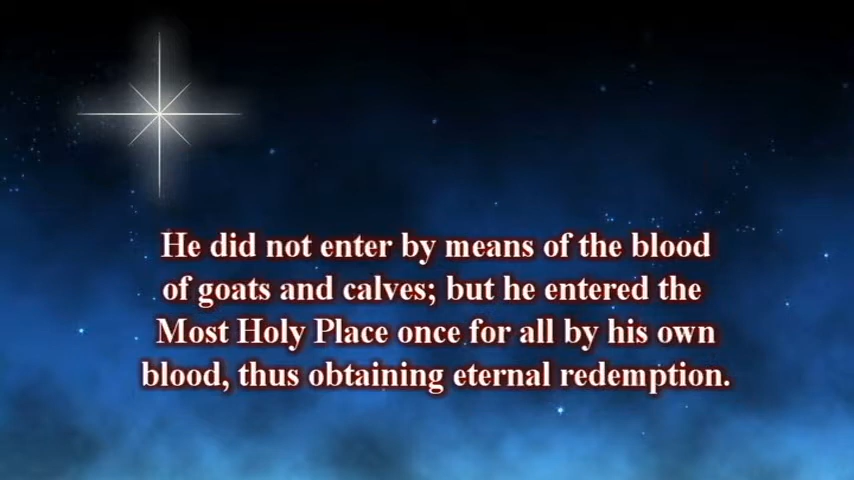 He did not enter by means of the blood
of goats and calves; but he entered the
Most Holy Place once for all by his own
blood, thus obtaining eternal redemption.